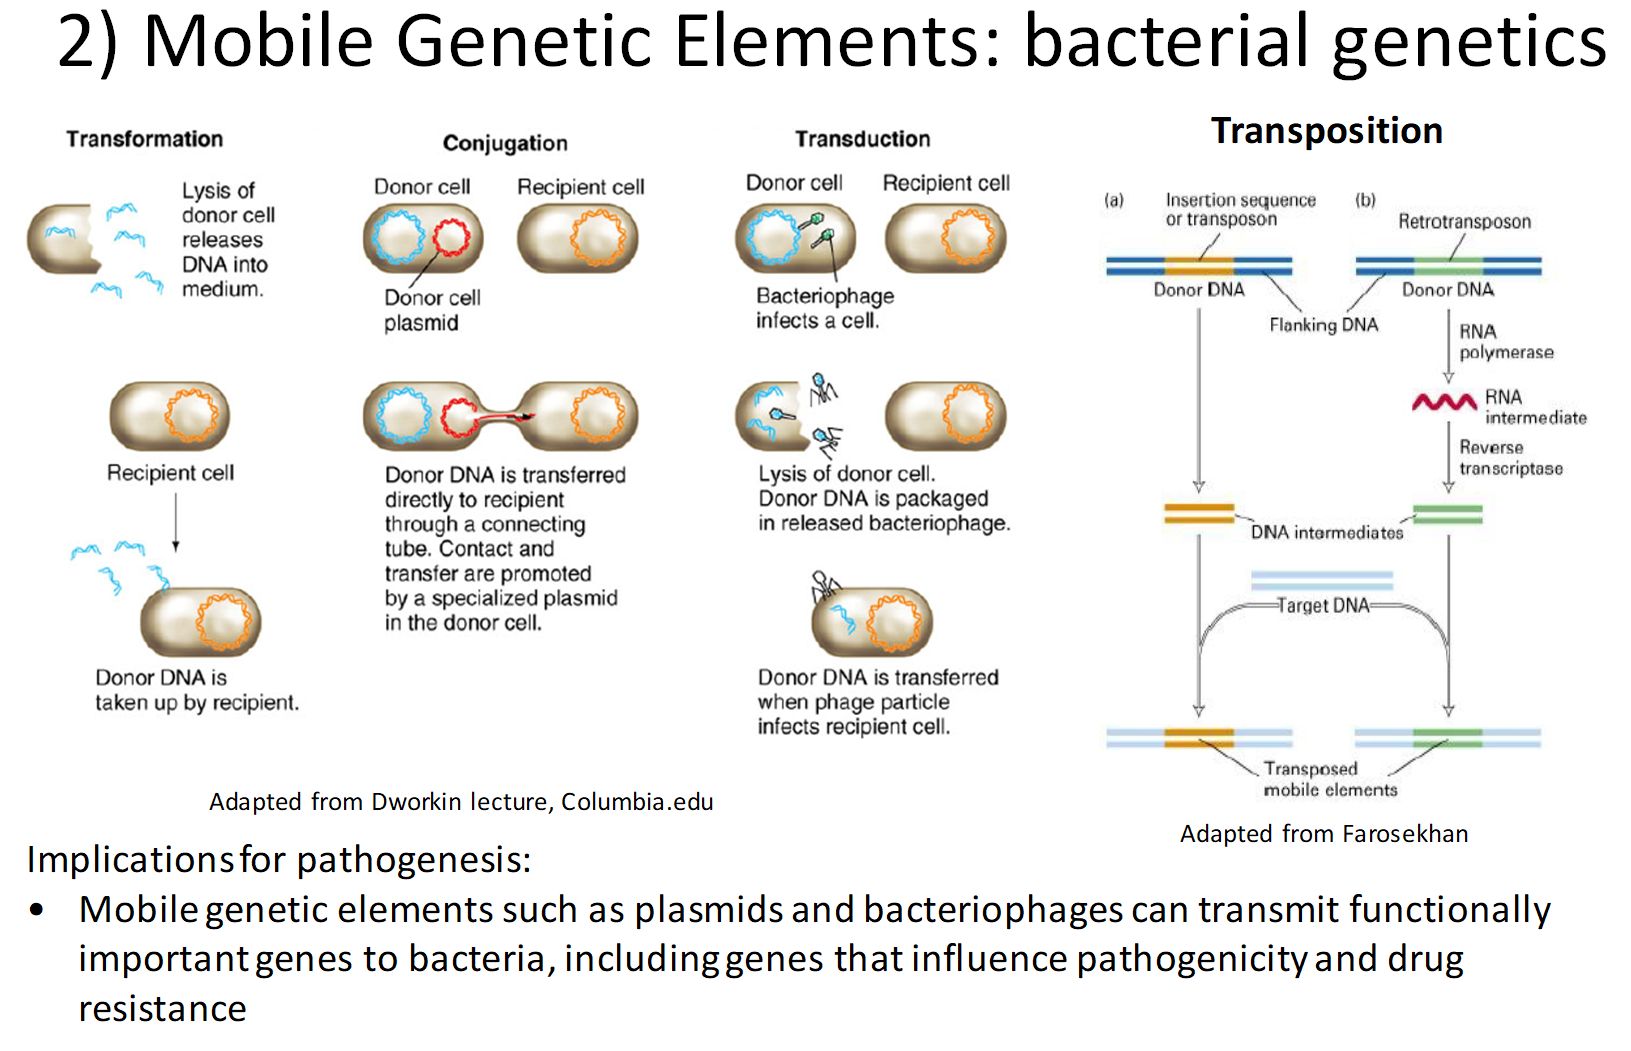 2) Mobile Genetic Elements: bacterial genetics
Transformation
Lysis of
donor cell
releases
DNA into
medium.
Recipient cell
Donor DNA is
taken up by recipient.
Conjugation
Donor cell
Recipient cell
Donor cell
plasmid
Donor DNA is transferred
directly to recipient
through a connecting
tube. Contact and
transfer are promoted
by a specialized plasmid
in the donor cell.
Transduction
Donor cell
Recipient cell
Bacteriophage
infects a cell.
Lysis of donor cell.
Donor DNA is packaged
in released bacteriophage.
Donor DNA is transferred
when phage particle
infects recipient cell.
Adapted from Dworkin lecture, Columbia.edu
Transposition
(a)
Insertion sequence
or transposon
(b)
Retrotransposon
Donor DNA
Donor DNA
Flanking DNA
RNA
polymerase
RNA
intermediate
Reverse
transcriptase
DNA intermediates
Target DNA
Transposed
mobile elements
Adapted from Farosekhan
Implications for pathogenesis:
• Mobile genetic elements such as plasmids and bacteriophages can transmit functionally
important genes to bacteria, including genes that influence pathogenicity and drug
resistance